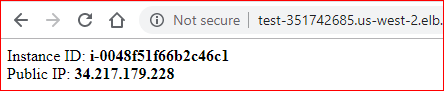 Not secure | test-351742685.us-west-2.elb.
Instance ID: i-0048f51f66b2c46c1
Public IP: 34.217.179.228